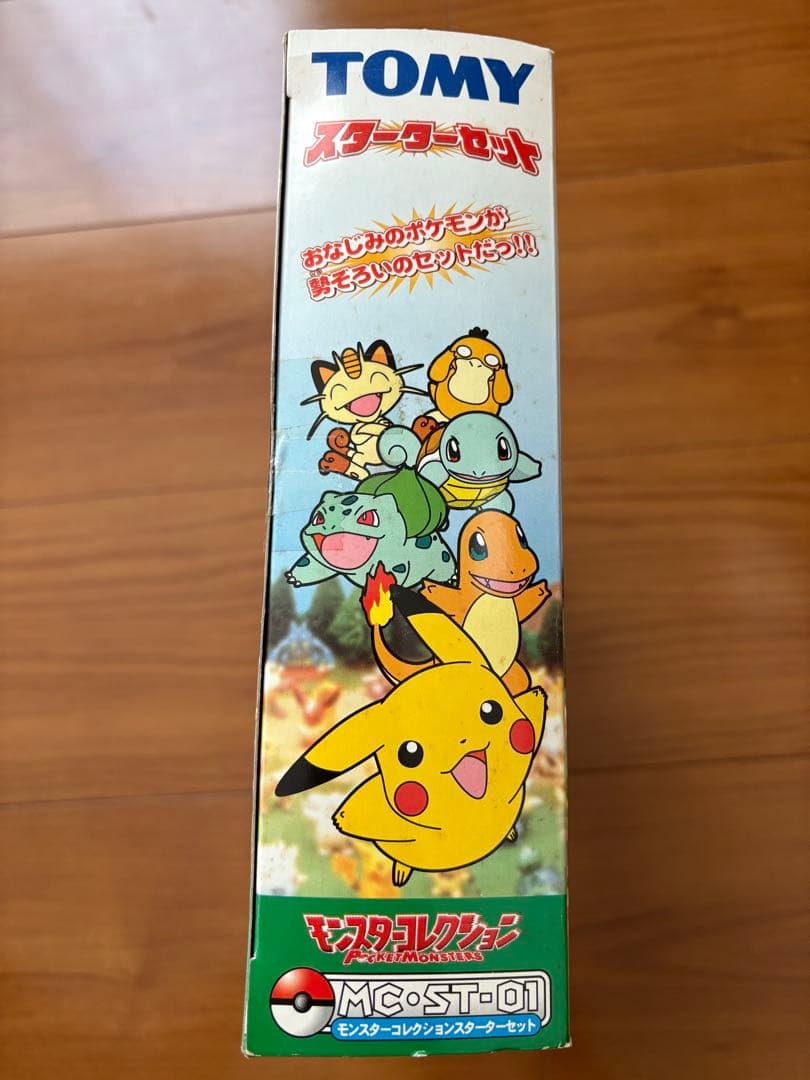 TOMY
スターターセット
おなじみのポケモンが
勢ぞろいのセットだっ!!
モンスターコレクション
POCKET MONSTERS
MC・ST-01
モンスターコレクションスターターセット